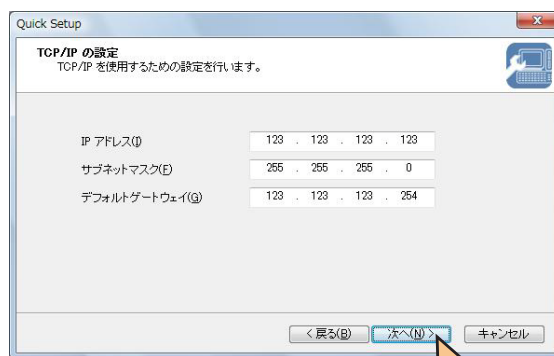 Quick Setup
TCP/IP の設定
TCP/IP を使用するための設定を行います。
IP アドレス(I) 123 . 123 . 123 . 123
サブネットマスク(F) 255 . 255 . 255 . 0
デフォルトゲートウェイ(G) 123 . 123 . 123 . 254
< 戻る(B) 次へ(N) > キャンセル